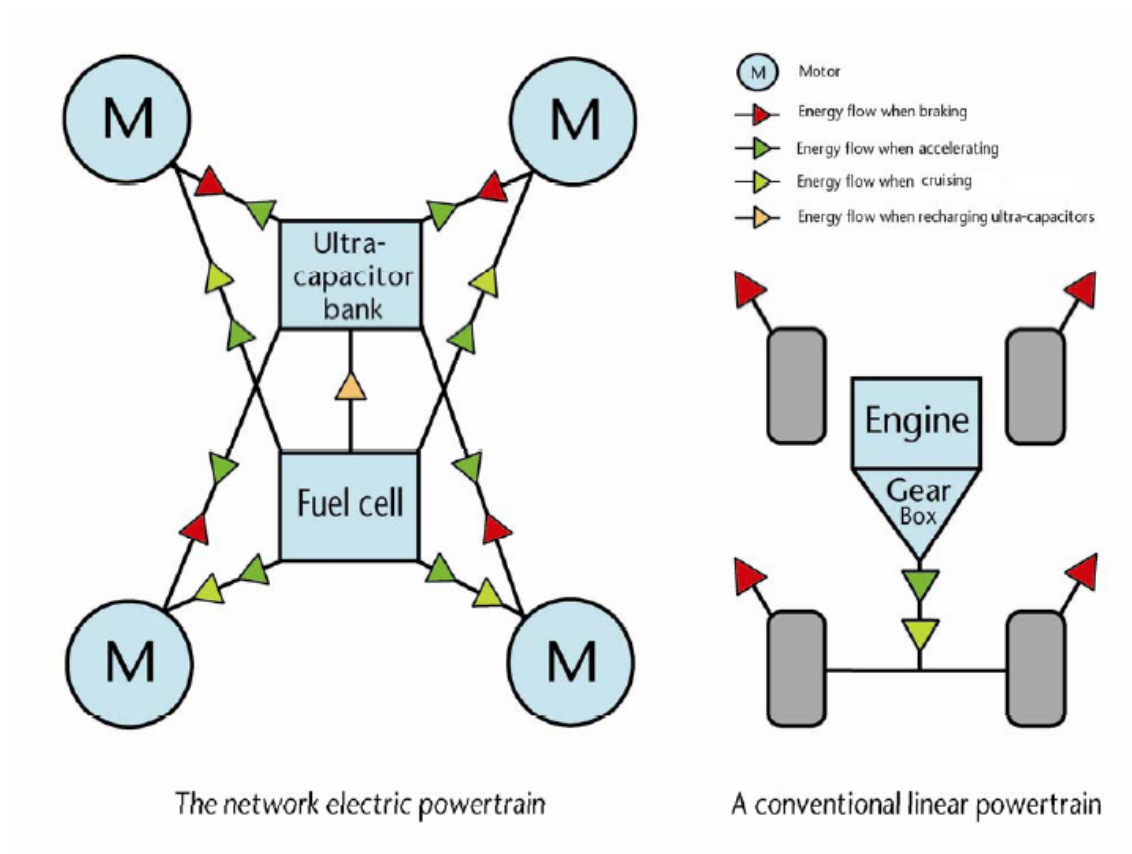 M
M
M
Motor
Energy flow when braking
Energy flow when accelerating
Energy flow when cruising
Energy flow when recharging ultra-capacitors
Ultra-
capacitor
bank
Engine
Gear
Box
Fuel cell
M
M
The network electric powertrain
A conventional linear powertrain